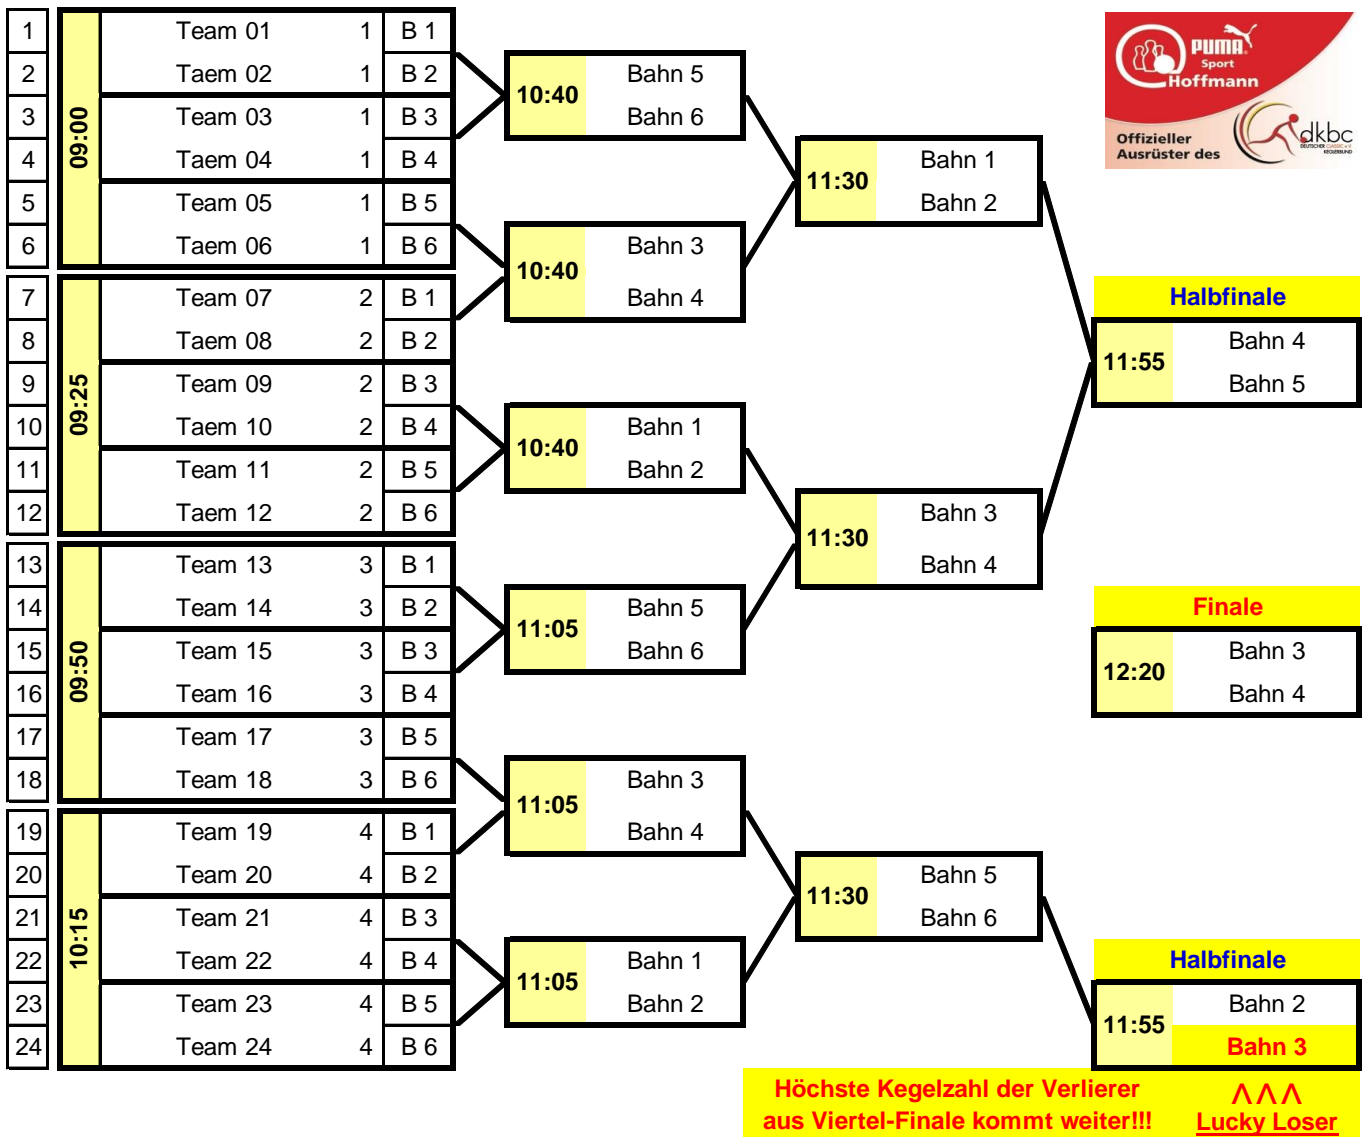 1 Team 01 1 B 1
2 Taem 02 1 B 2
3 Team 03 1 B 3
4 Taem 04 1 B 4
5 Team 05 1 B 5
6 Taem 06 1 B 6
09:00
7 Team 07 2 B 1
8 Taem 08 2 B 2
9 Team 09 2 B 3
10 Taem 10 2 B 4
11 Team 11 2 B 5
12 Taem 12 2 B 6
09:25
13 Team 13 3 B 1
14 Team 14 3 B 2
15 Team 15 3 B 3
16 Team 16 3 B 4
17 Team 17 3 B 5
18 Team 18 3 B 6
09:50
19 Team 19 4 B 1
20 Team 20 4 B 2
21 Team 21 4 B 3
22 Team 22 4 B 4
23 Team 23 4 B 5
24 Team 24 4 B 6
10:15
10:40
Bahn 5
Bahn 6
10:40
Bahn 3
Bahn 4
10:40
Bahn 1
Bahn 2
11:05
Bahn 5
Bahn 6
11:05
Bahn 3
Bahn 4
11:05
Bahn 1
Bahn 2
11:30
Bahn 1
Bahn 2
11:30
Bahn 3
Bahn 4
11:30
Bahn 5
Bahn 6
PUMA
Sport
Hoffmann
Offizieller
Ausrüster des
dkbc
DEUTSCHER CLASSIC e.V.
KEGLERBUND
Halbfinale
11:55
Bahn 4
Bahn 5
Finale
12:20
Bahn 3
Bahn 4
Halbfinale
11:55
Bahn 2
Bahn 3
Höchste Kegelzahl der Verlierer ΛΛΛ
aus Viertel-Finale kommt weiter!!! Lucky Loser